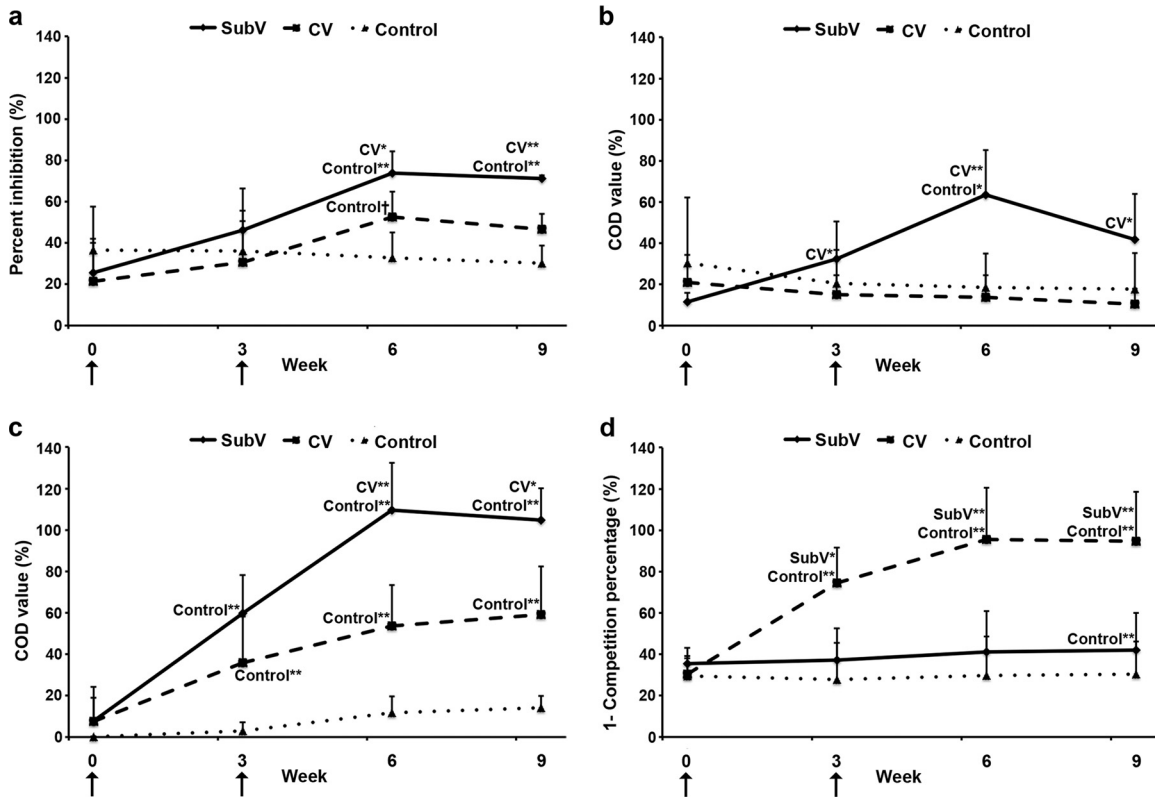 a
SubV CV Control
Percent inhibition (%)
140
120
100
80
60
40
20
0
CV*
Control**
CV**
Control**
Control†
0 3 6 9
Week
b
SubV CV Control
COD value (%)
140
120
100
80
60
40
20
0
CV*
CV**
Control*
CV*
0 3 6 9
Week
c
SubV CV Control
COD value (%)
140
120
100
80
60
40
20
0
CV**
Control**
CV*
Control**
Control**
Control**
Control**
Control**
0 3 6 9
Week
d
SubV CV Control
1- Competition percentage (%)
140
120
100
80
60
40
20
0
SubV*
Control**
SubV**
Control**
SubV**
Control**
Control**
0 3 6 9
Week